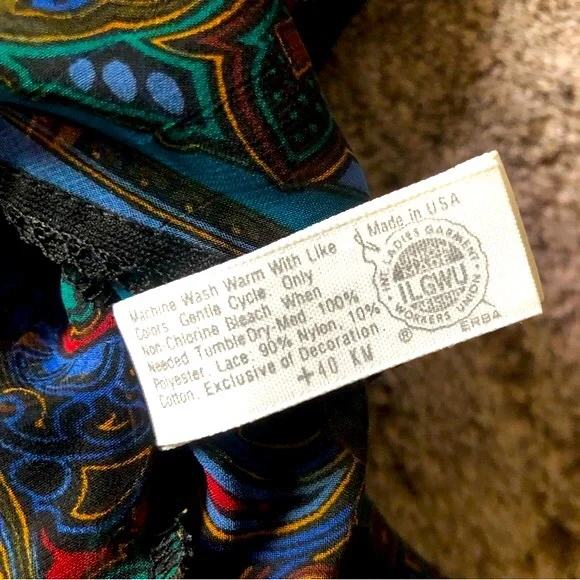 Machine Wash Warm With Like
Colors. Gentle Cycle. Only
Non Chlorine Bleach When
Needed Tumble Dry-Med. 100%
Polyester. Lace: 90% Nylon, 10%
Cotton. Exclusive of Decoration.
+40 KM
Made in USA
INT. LADIES GARMENT
ILGWU
WORKERS UNION
®
ERBA